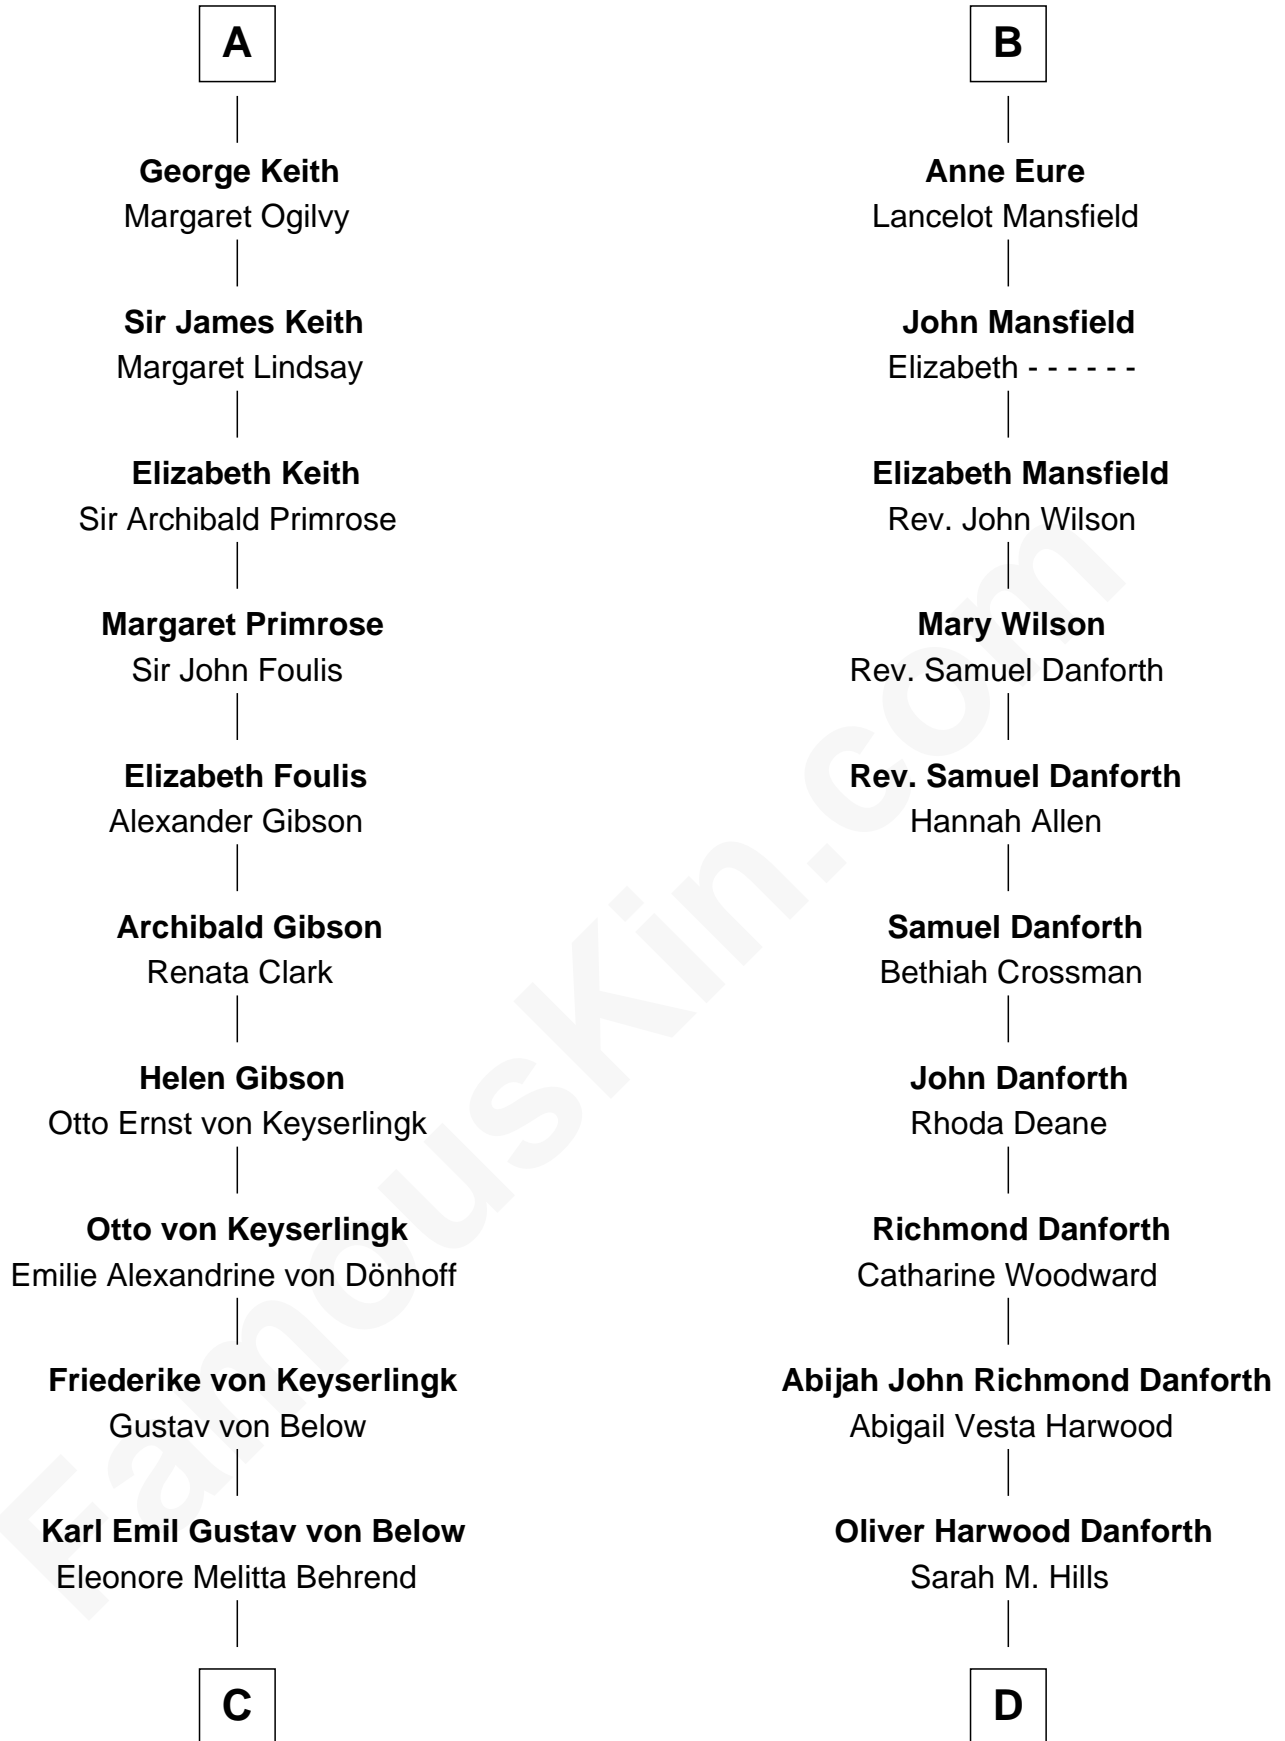 A
George Keith
Margaret Ogilvy
Sir James Keith
Margaret Lindsay
Elizabeth Keith
Sir Archibald Primrose
Margaret Primrose
Sir John Foulis
Elizabeth Foulis
Alexander Gibson
Archibald Gibson
Renata Clark
Helen Gibson
Otto Ernst von Keyserlingk
Otto von Keyserlingk
Emilie Alexandrine von Dönhoff
Friederike von Keyserlingk
Gustav von Below
Karl Emil Gustav von Below
Eleonore Melitta Behrend
C
B
Anne Eure
Lancelot Mansfield
John Mansfield
Elizabeth - - - - - -
Elizabeth Mansfield
Rev. John Wilson
Mary Wilson
Rev. Samuel Danforth
Rev. Samuel Danforth
Hannah Allen
Samuel Danforth
Bethiah Crossman
John Danforth
Rhoda Deane
Richmond Danforth
Catharine Woodward
Abijah John Richmond Danforth
Abigail Vesta Harwood
Oliver Harwood Danforth
Sarah M. Hills
D
FamousKin.com